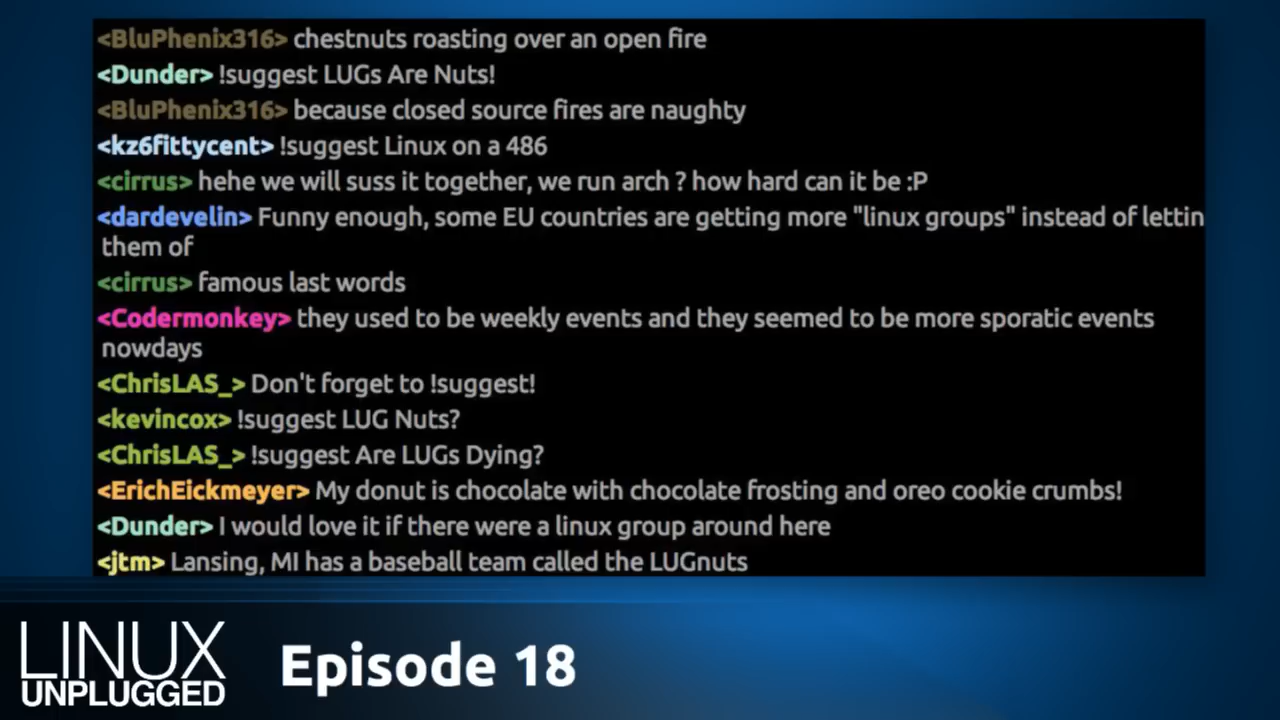 <BluPhenix316> chestnuts roasting over an open fire
<Dunder> !suggest LUGs Are Nuts!
<BluPhenix316> because closed source fires are naughty
<kz6fittycent> !suggest Linux on a 486
<cirrus> hehe we will suss it together, we run arch ? how hard can it be :P
<dardevelin> Funny enough, some EU countries are getting more "linux groups" instead of lettin
them of
<cirrus> famous last words
<Codermonkey> they used to be weekly events and they seemed to be more sporatic events
nowdays
<ChrisLAS_> Don't forget to !suggest!
<kevincox> !suggest LUG Nuts?
<ChrisLAS_> !suggest Are LUGs Dying?
<ErichEickmeyer> My donut is chocolate with chocolate frosting and oreo cookie crumbs!
<Dunder> I would love it if there were a linux group around here
<jtm> Lansing, MI has a baseball team called the LUGnuts
LINUX
UNPLUGGED
Episode 18